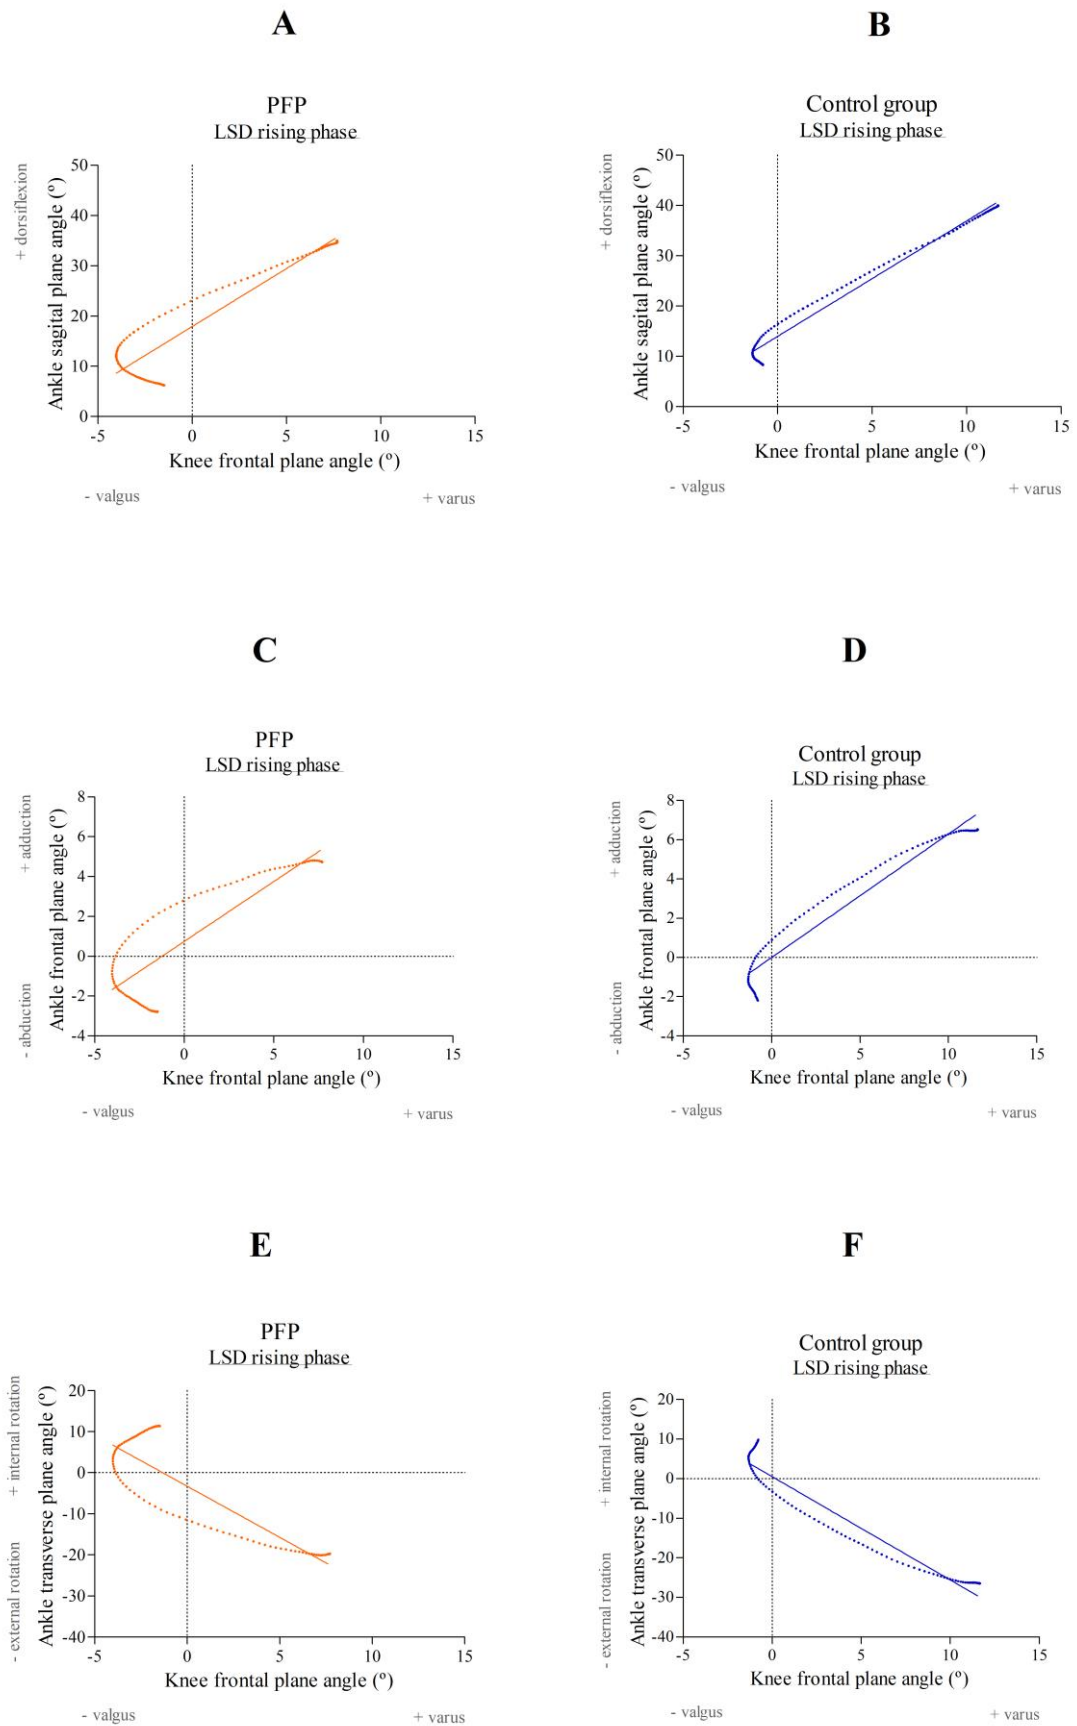 A
PFP
LSD rising phase
+ dorsiflexion
Ankle sagital plane angle (º)
50
40
30
20
10
0
-5
0
5
10
15
Knee frontal plane angle (º)
- valgus
+ varus
B
Control group
LSD rising phase
+ dorsiflexion
Ankle sagital plane angle (º)
50
40
30
20
10
0
-5
0
5
10
15
Knee frontal plane angle (º)
- valgus
+ varus
C
PFP
LSD rising phase
+ adduction
- abduction
Ankle frontal plane angle (º)
8
6
4
2
0
-2
-4
-5
0
5
10
15
Knee frontal plane angle (º)
- valgus
+ varus
D
Control group
LSD rising phase
+ adduction
- abduction
Ankle frontal plane angle (º)
8
6
4
2
0
-2
-4
-5
0
5
10
15
Knee frontal plane angle (º)
- valgus
+ varus
E
PFP
LSD rising phase
+ internal rotation
- external rotation
Ankle transverse plane angle (º)
20
10
0
-10
-20
-30
-40
-5
0
5
10
15
Knee frontal plane angle (º)
- valgus
+ varus
F
Control group
LSD rising phase
+ internal rotation
- external rotation
Ankle transverse plane angle (º)
20
10
0
-10
-20
-30
-40
-5
0
5
10
15
Knee frontal plane angle (º)
- valgus
+ varus